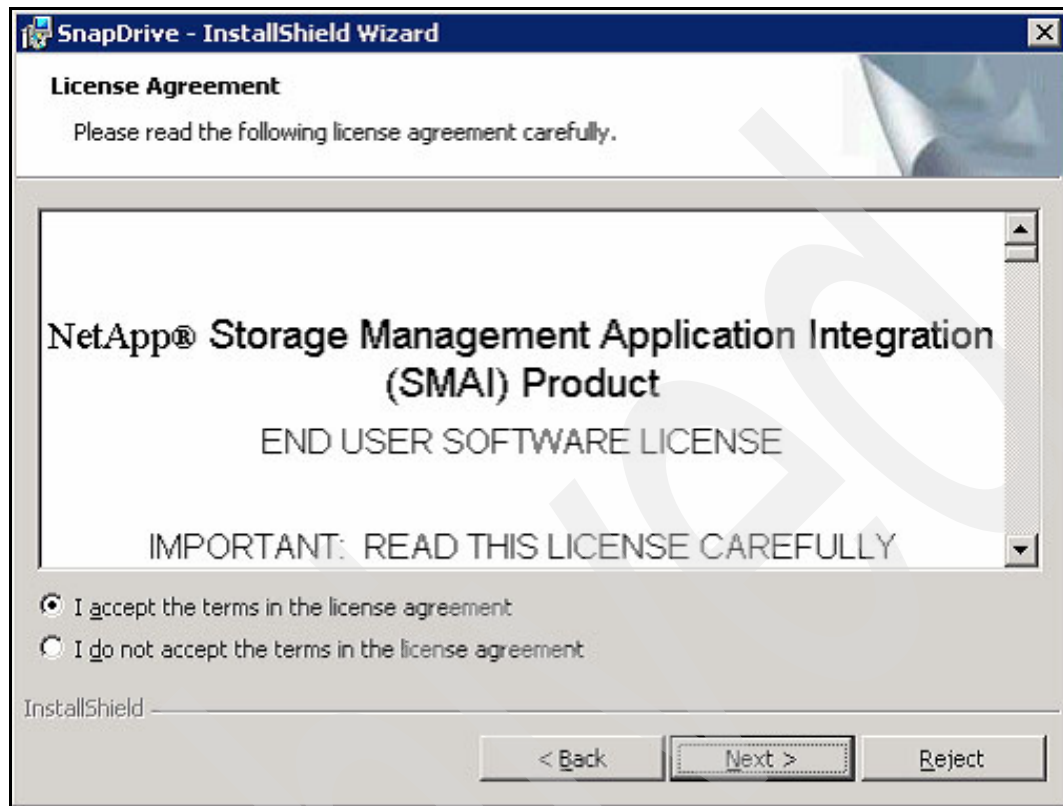 SnapDrive - InstallShield Wizard
License Agreement
Please read the following license agreement carefully.
NetApp® Storage Management Application Integration
(SMAI) Product
END USER SOFTWARE LICENSE
IMPORTANT: READ THIS LICENSE CAREFULLY
I accept the terms in the license agreement
I do not accept the terms in the license agreement
InstallShield
< Back
Next >
Reject